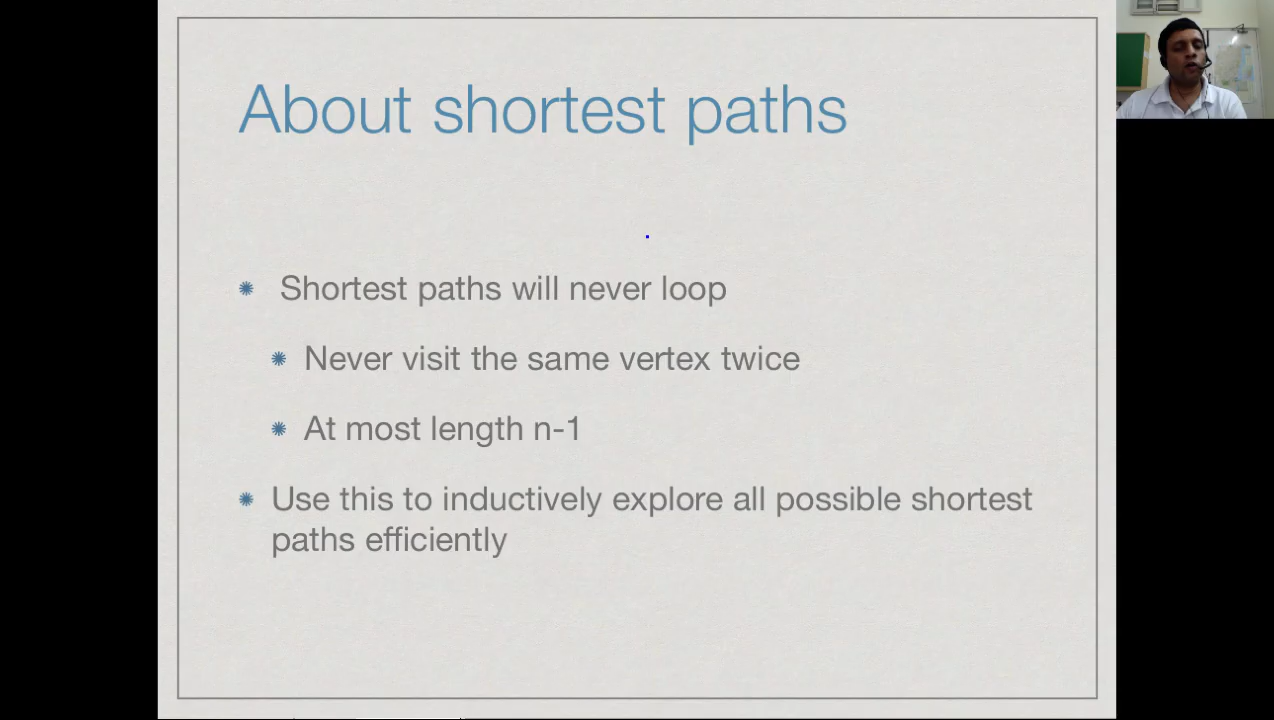 About shortest paths
Shortest paths will never loop
Never visit the same vertex twice
At most length n-1
Use this to inductively explore all possible shortest
paths efficiently